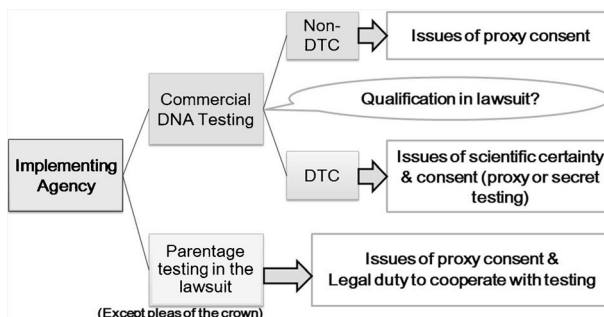 Non-
DTC
Issues of proxy consent
Commercial
DNA Testing
Qualification in lawsuit?
Implementing
Agency
DTC
Issues of scientific certainty
& consent (proxy or secret
testing)
Parentage
testing in the
lawsuit
Issues of proxy consent &
Legal duty to cooperate with testing
(Except pleas of the crown)